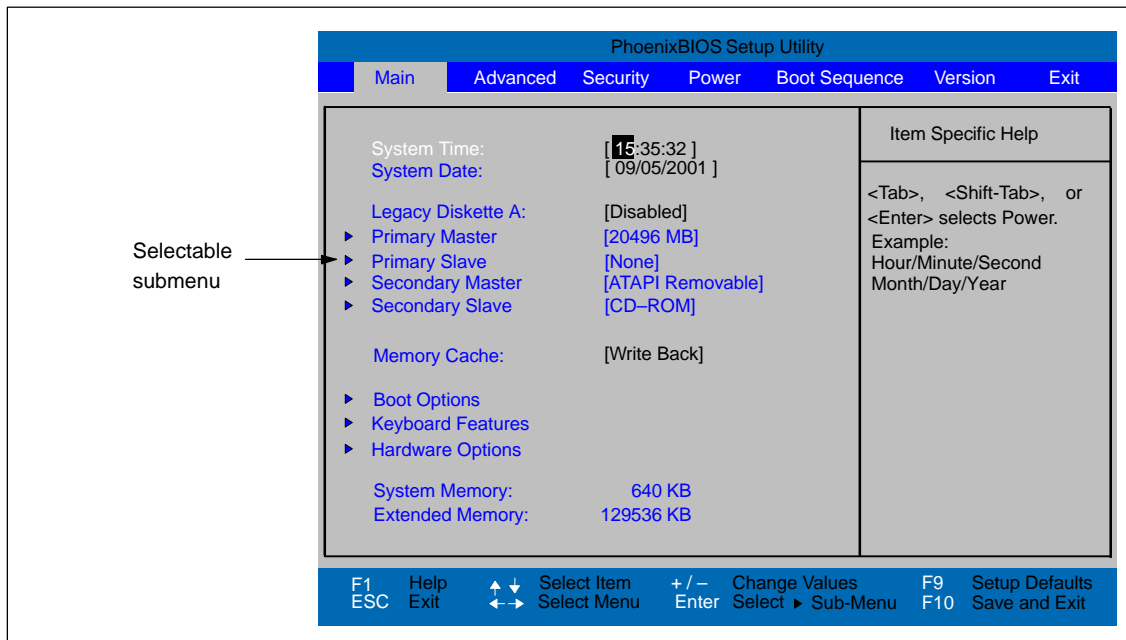 PhoenixBIOS Setup Utility
Main Advanced Security Power Boot Sequence Version Exit
Item Specific Help
System Time: [ 15:35:32 ]
System Date: [ 09/05/2001 ]
<Tab>, <Shift-Tab>, or
<Enter> selects Power.
Example:
Hour/Minute/Second
Month/Day/Year
Legacy Diskette A: [Disabled]
Primary Master [20496 MB]
Selectable
submenu
Primary Slave [None]
Secondary Master [ATAPI Removable]
Secondary Slave [CD–ROM]
Memory Cache: [Write Back]
Boot Options
Keyboard Features
Hardware Options
System Memory: 640 KB
Extended Memory: 129536 KB
F1 Help Select Item + / – Change Values F9 Setup Defaults
ESC Exit Select Menu Enter Select Sub-Menu F10 Save and Exit